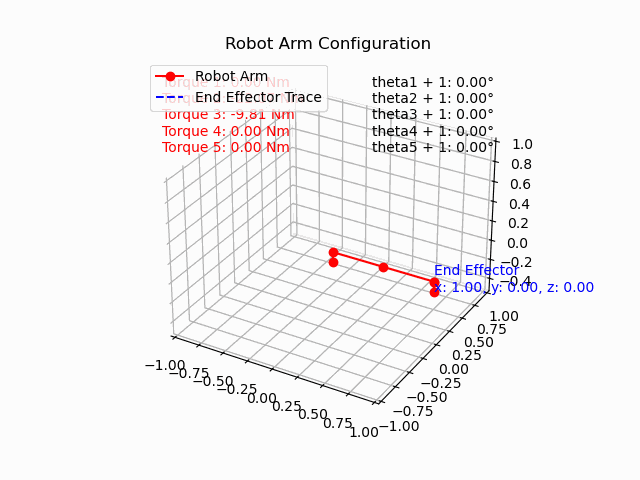 Robot Arm Configuration
Robot Arm
End Effector Trace
Torque 1: 0.00 Nm
Torque 3: -9.81 Nm
Torque 4: 0.00 Nm
Torque 5: 0.00 Nm
theta1 + 1: 0.00°
theta2 + 1: 0.00°
theta3 + 1: 0.00°
theta4 + 1: 0.00°
theta5 + 1: 0.00°
1.0
0.8
0.6
0.4
0.2
0.0
−0.2
−0.4
End Effector
x: 1.00, y: 0.00, z: 0.00
1.00
0.75
0.50
0.25
0.00
−0.25
−0.50
−0.75
−1.00
−1.00
−0.75
−0.50
−0.25
0.00
0.25
0.50
0.75
1.00